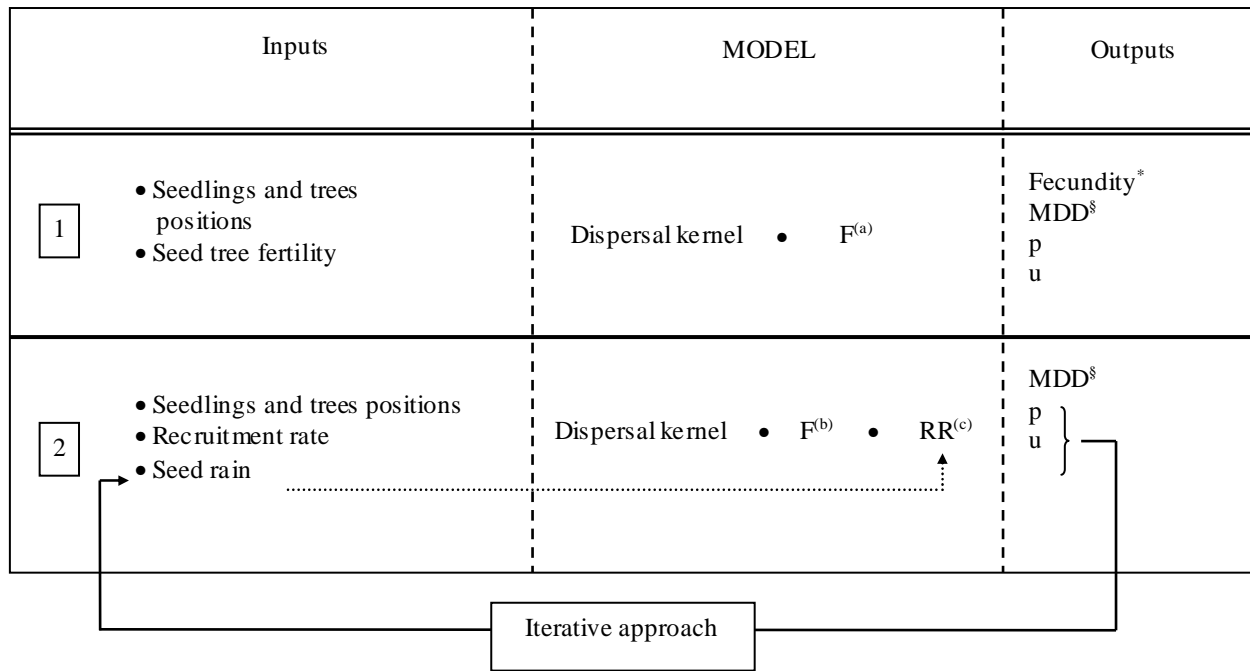 Inputs
MODEL
Outputs
1
• Seedlings and trees
positions
• Seed tree fertility
Dispersal kernel • F(a)
Fecundity*
MDD§
p
u
2
• Seedlings and trees positions
• Recruitment rate
• Seed rain
Dispersal kernel • F(b) • RR(c)
MDD§
p
u
Iterative approach